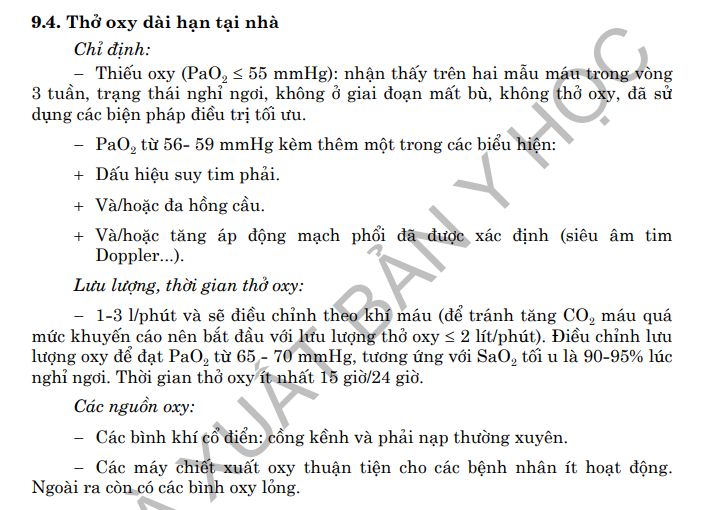 9.4. Thở oxy dài hạn tại nhà
Chỉ định:
– Thiếu oxy (PaO₂ ≤ 55 mmHg): nhận thấy trên hai mẫu máu trong vòng
3 tuần, trạng thái nghỉ ngơi, không ở giai đoạn mất bù, không thở oxy, đã sử
dụng các biện pháp điều trị tối ưu.
– PaO₂ từ 56- 59 mmHg kèm thêm một trong các biểu hiện:
+ Dấu hiệu suy tim phải.
+ Và/hoặc đa hồng cầu.
+ Và/hoặc tăng áp động mạch phổi đã được xác định (siêu âm tim
Doppler...).
Lưu lượng, thời gian thở oxy:
– 1-3 l/phút và sẽ điều chỉnh theo khí máu (để tránh tăng CO₂ máu quá
mức khuyến cáo nên bắt đầu với lưu lượng thở oxy ≤ 2 lít/phút). Điều chỉnh lưu
lượng oxy để đạt PaO₂ từ 65 - 70 mmHg, tương ứng với SaO₂ tối u là 90-95% lúc
nghỉ ngơi. Thời gian thở oxy ít nhất 15 giờ/24 giờ.
Các nguồn oxy:
– Các bình khí cổ điển: cồng kềnh và phải nạp thường xuyên.
– Các máy chiết xuất oxy thuận tiện cho các bệnh nhân ít hoạt động.
Ngoài ra còn có các bình oxy lỏng.
À XUẤT BẢN Y HỌC